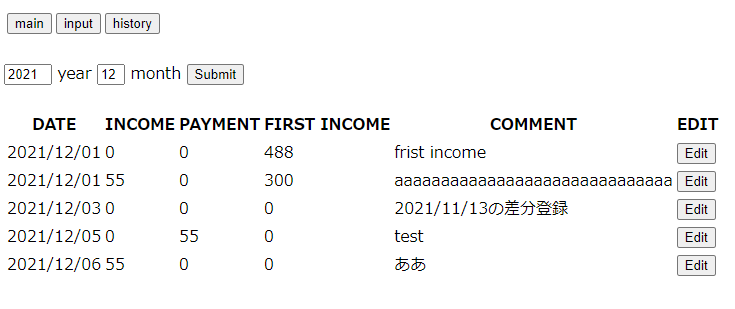 main input history
2021 year 12 month Submit
DATE INCOME PAYMENT FIRST INCOME COMMENT EDIT
2021/12/01 0 0 488 frist income Edit
2021/12/01 55 0 300 aaaaaaaaaaaaaaaaaaaaaaaaaaaaaa Edit
2021/12/03 0 0 0 2021/11/13の差分登録 Edit
2021/12/05 0 55 0 test Edit
2021/12/06 55 0 0 ああ Edit